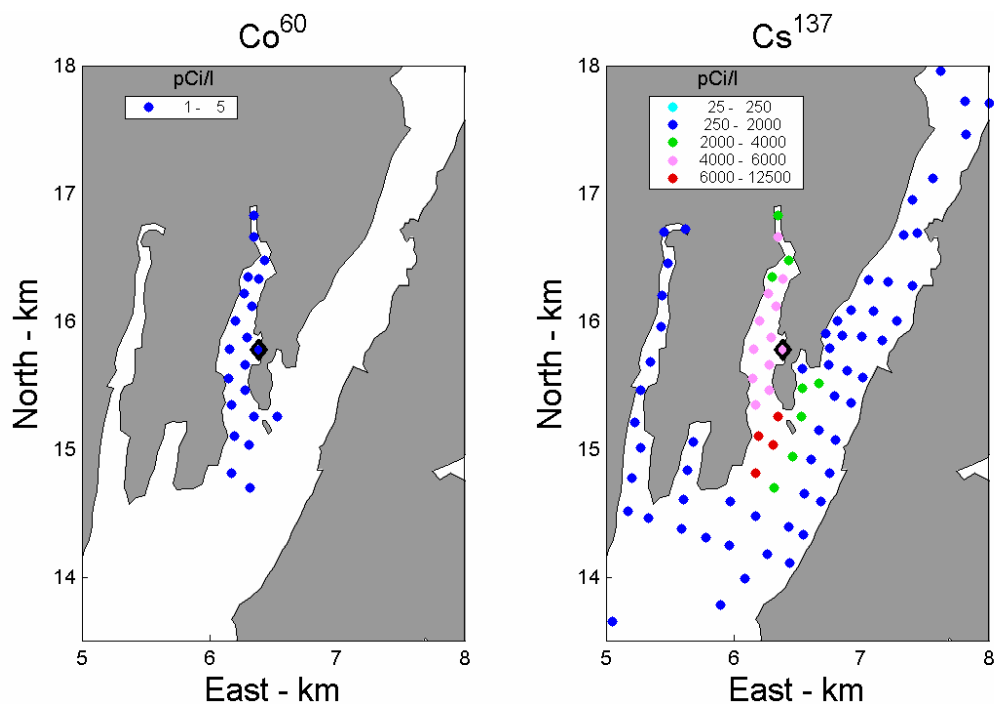 Co⁶⁰
pCi/l
1 - 5
18
17
16
15
14
5
6
7
8
North - km
East - km
Cs¹³⁷
pCi/l
25 - 250
250 - 2000
2000 - 4000
4000 - 6000
6000 - 12500
18
17
16
15
14
5
6
7
8
North - km
East - km